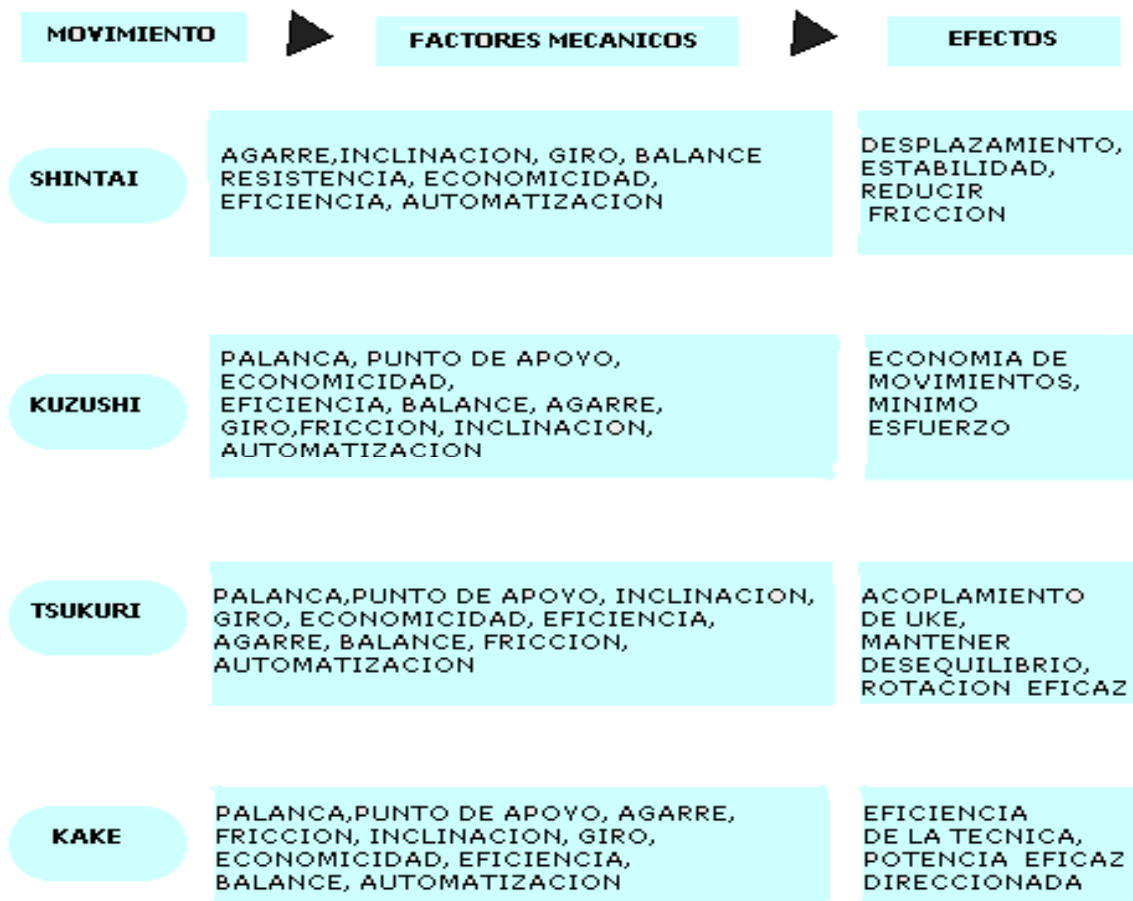 MOVIMIENTO
FACTORES MECANICOS
EFECTOS
SHINTAI
AGARRE,INCLINACION, GIRO, BALANCE
RESISTENCIA, ECONOMICIDAD,
EFICIENCIA, AUTOMATIZACION
DESPLAZAMIENTO,
ESTABILIDAD,
REDUCIR
FRICCION
KUZUSHI
PALANCA, PUNTO DE APOYO,
ECONOMICIDAD,
EFICIENCIA, BALANCE, AGARRE,
GIRO,FRICCION, INCLINACION,
AUTOMATIZACION
ECONOMIA DE
MOVIMIENTOS,
MINIMO
ESFUERZO
TSUKURI
PALANCA,PUNTO DE APOYO, INCLINACION,
GIRO, ECONOMICIDAD, EFICIENCIA,
AGARRE, BALANCE, FRICCION,
AUTOMATIZACION
ACOPLAMIENTO
DE UKE,
MANTENER
DESEQUILIBRIO,
ROTACION EFICAZ
KAKE
PALANCA,PUNTO DE APOYO, AGARRE,
FRICCION, INCLINACION, GIRO,
ECONOMICIDAD, EFICIENCIA,
BALANCE, AUTOMATIZACION
EFICIENCIA
DE LA TECNICA,
POTENCIA EFICAZ
DIRECCIONADA